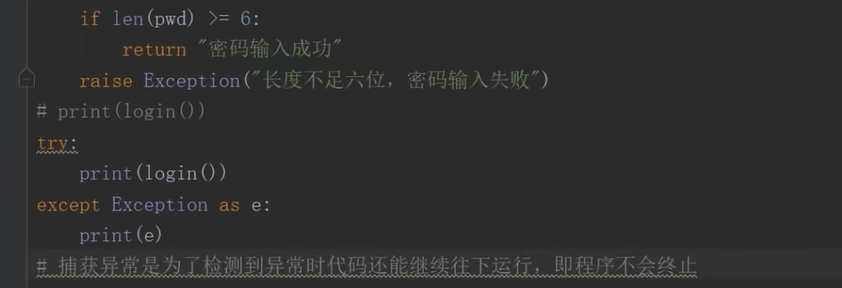 if len(pwd) >= 6:
return "密码输入成功"
raise Exception("长度不足六位，密码输入失败")
# print(login())
try:
print(login())
except Exception as e:
print(e)
# 捕获异常是为了检测到异常时代码还能继续往下运行，即程序不会终止